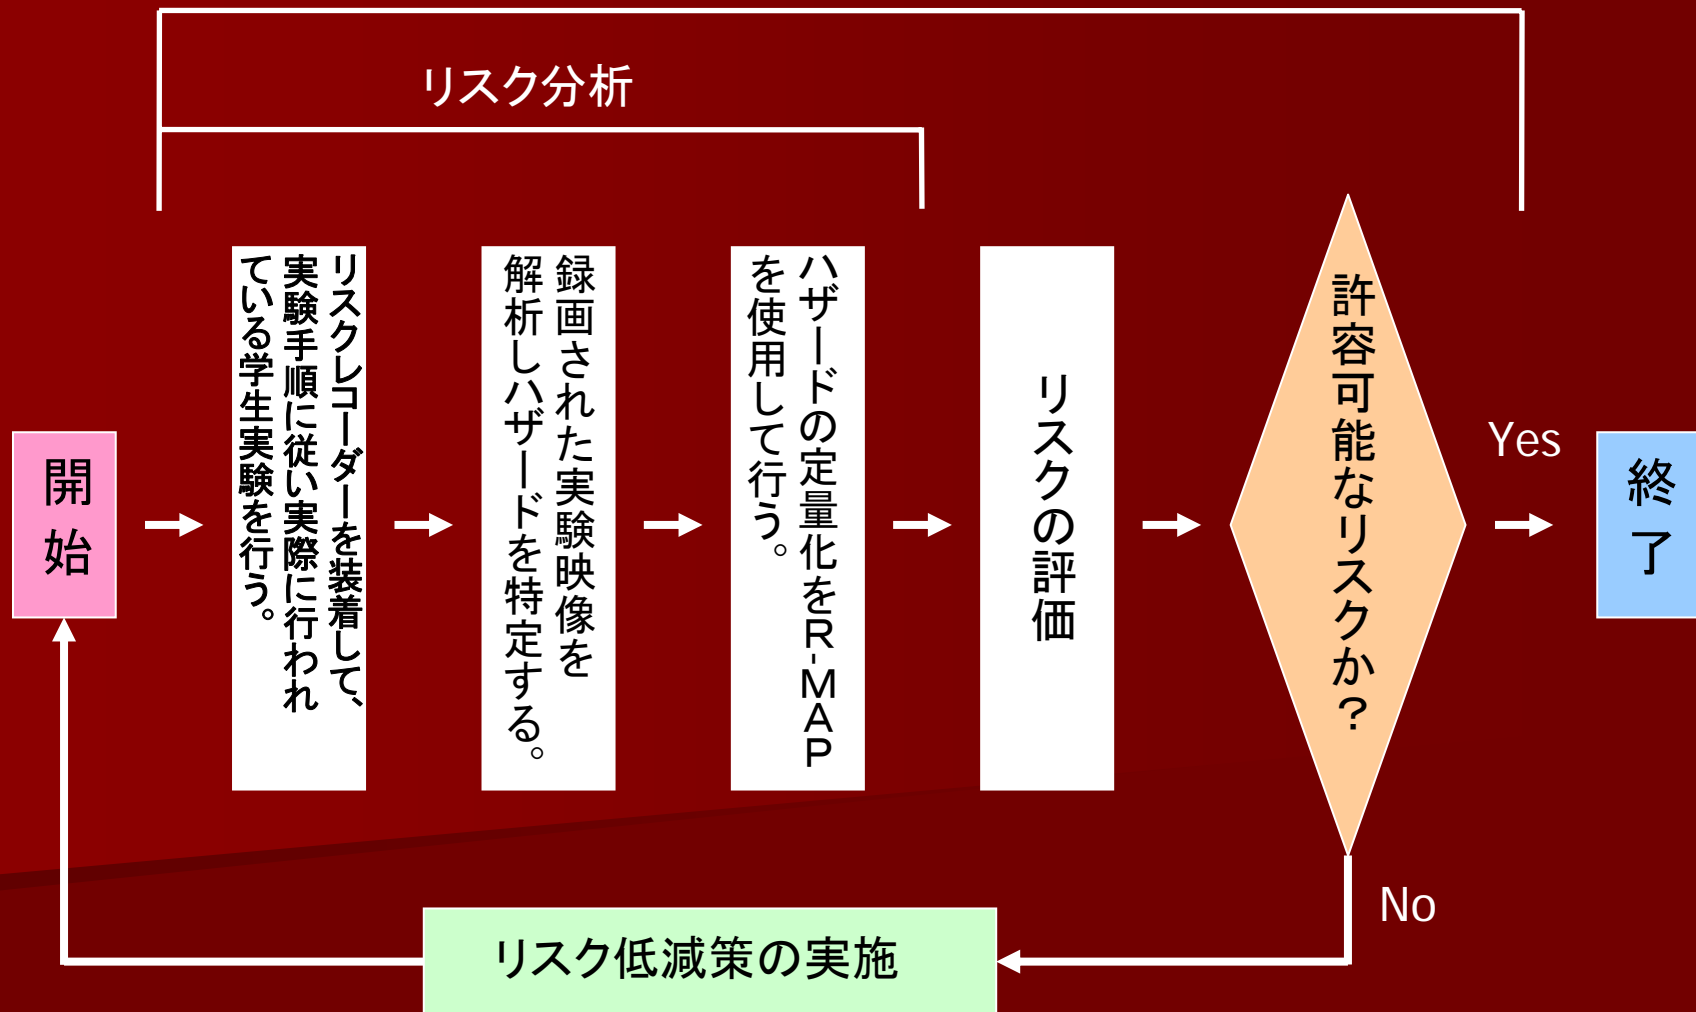 リスク分析
開始
リスクレコーダーを装着して、
実験手順に従い実際に行われ
ている学生実験を行う。
録画された実験映像を
解析しハザードを特定する。
ハザードの定量化をR-MAP
を使用して行う。
リスクの評価
許容可能なリスクか？
Yes
終了
No
リスク低減策の実施